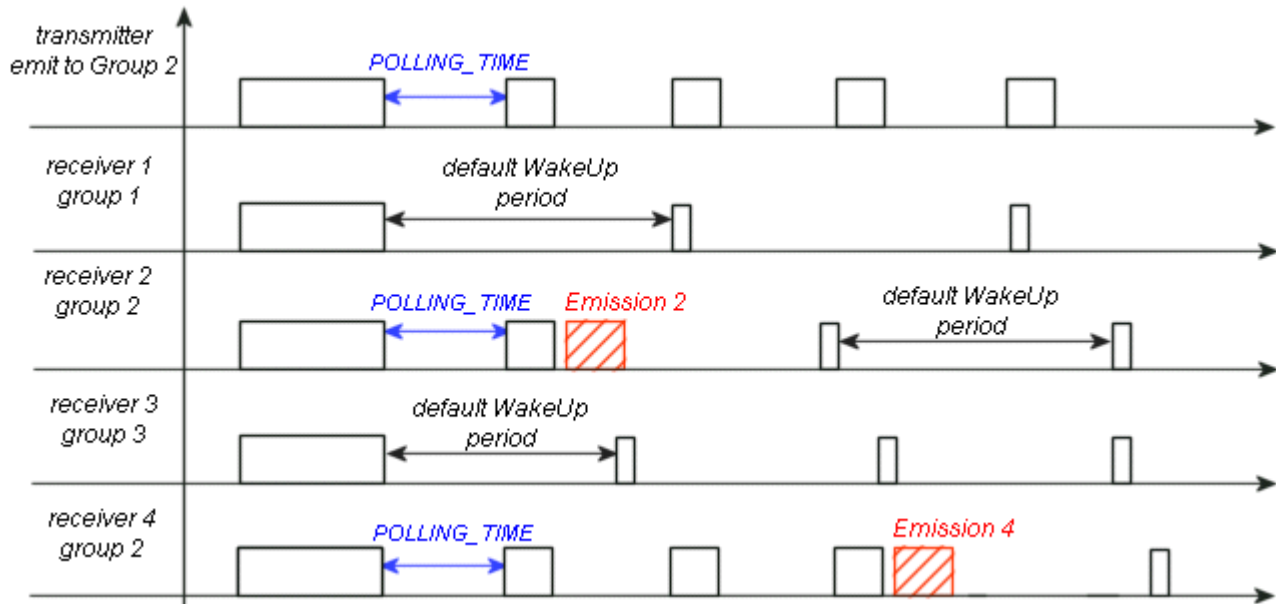 transmitter
emit to Group 2
POLLING_TIME
receiver 1
group 1
default WakeUp
period
receiver 2
group 2
POLLING_TIME
Emission 2
default WakeUp
period
receiver 3
group 3
default WakeUp
period
receiver 4
group 2
POLLING_TIME
Emission 4